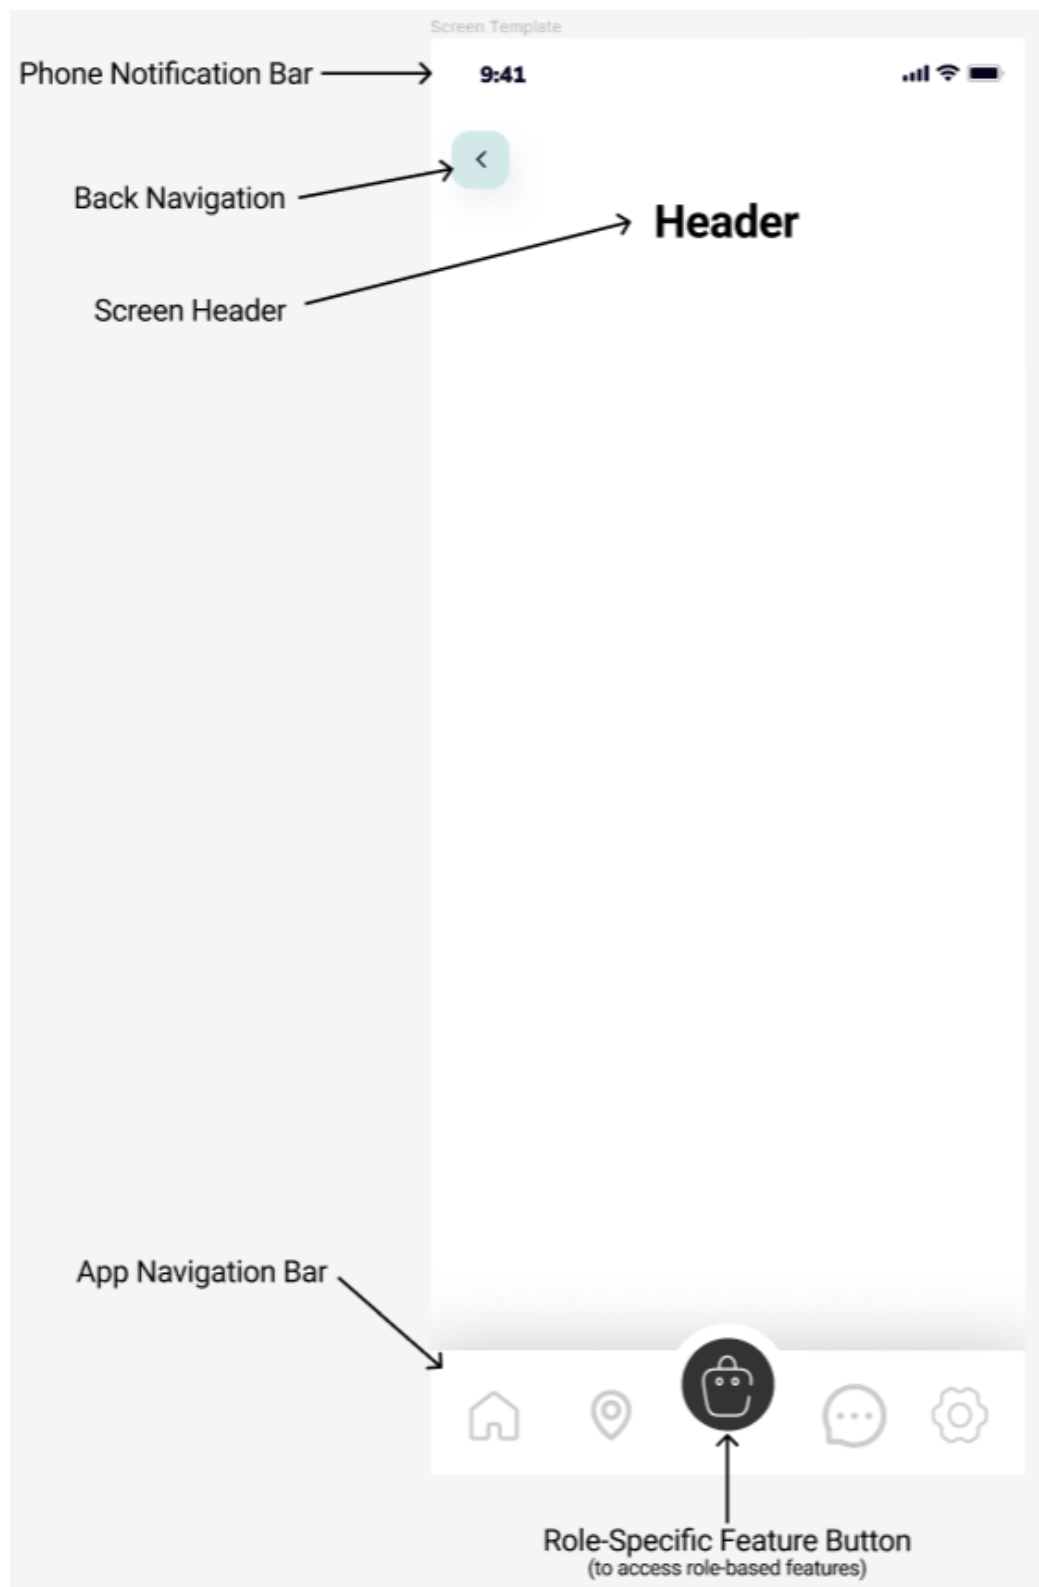 Screen Template
Phone Notification Bar
9:41
Back Navigation
Header
Screen Header
App Navigation Bar
Role-Specific Feature Button
(to access role-based features)